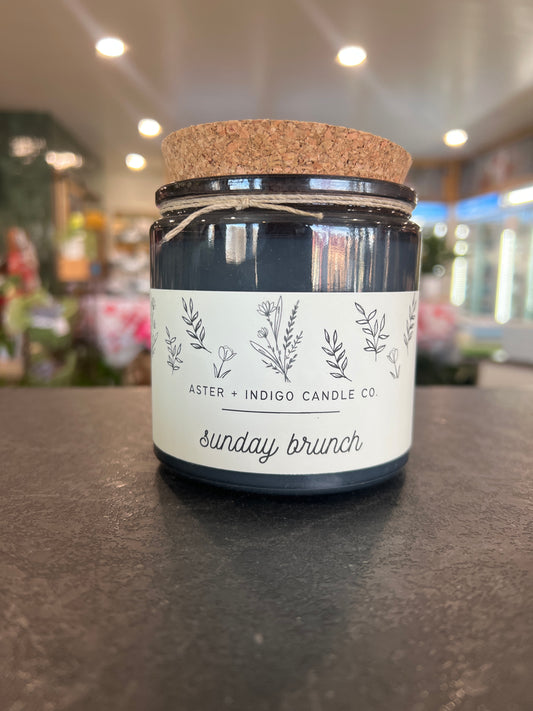 ASTER + INDIGO CANDLE CO.
sunday brunch